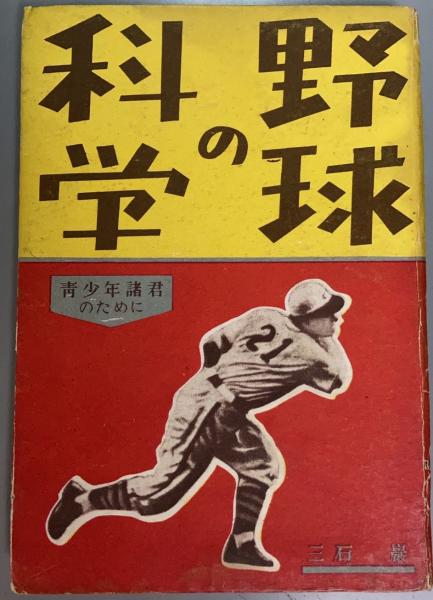 野球の
科学
青少年諸君
のために
21
三石 巌